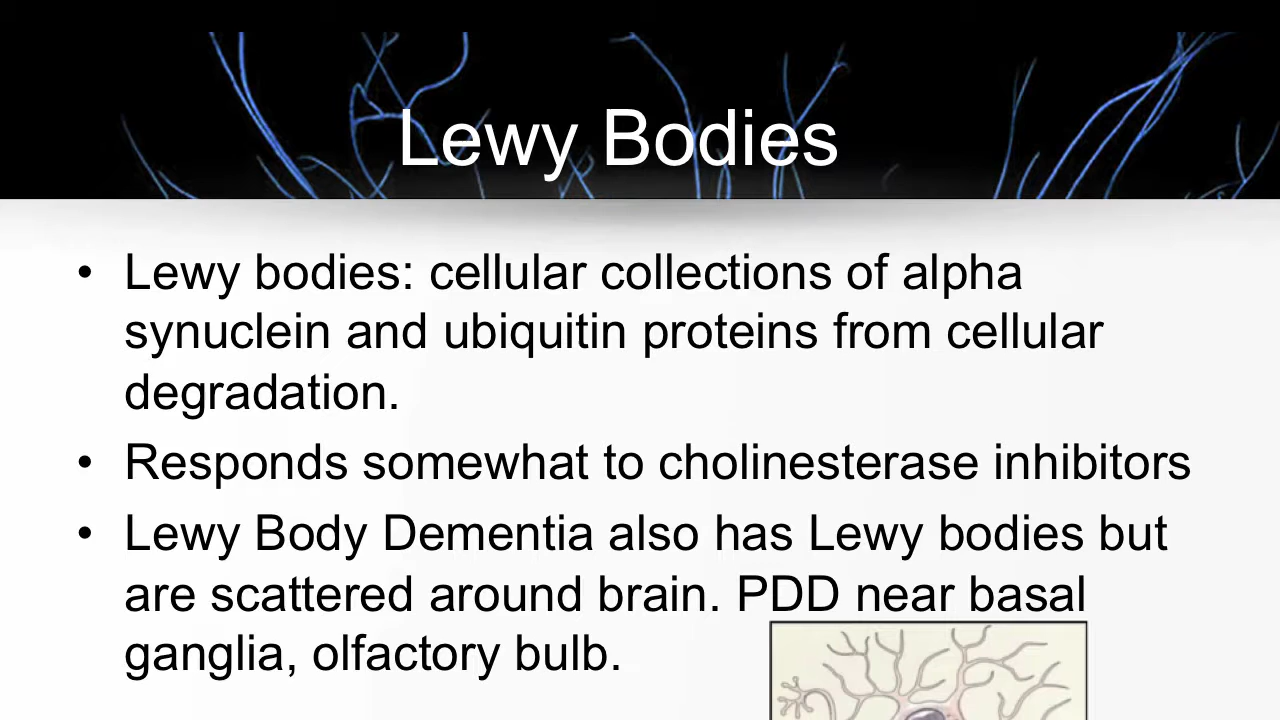 Lewy Bodies
• Lewy bodies: cellular collections of alpha
synuclein and ubiquitin proteins from cellular
degradation.
• Responds somewhat to cholinesterase inhibitors
• Lewy Body Dementia also has Lewy bodies but
are scattered around brain. PDD near basal
ganglia, olfactory bulb.